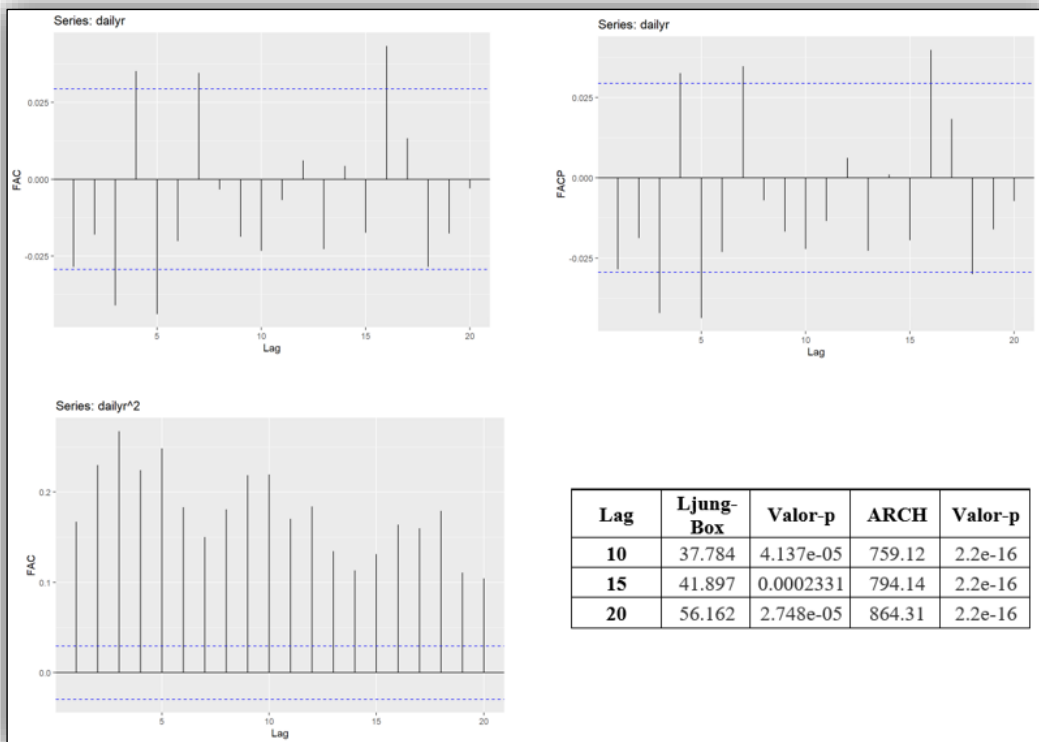 Series: dailyr
FAC
0.025
0.000
-0.025
5
10
15
20
Lag
Series: dailyr
FACP
0.025
0.000
-0.025
5
10
15
20
Lag
Series: dailyr^2
FAC
0.2
0.1
0.0
5
10
15
20
Lag
Lag Ljung-Box Valor-p ARCH Valor-p
10 37.784 4.137e-05 759.12 2.2e-16
15 41.897 0.0002331 794.14 2.2e-16
20 56.162 2.748e-05 864.31 2.2e-16